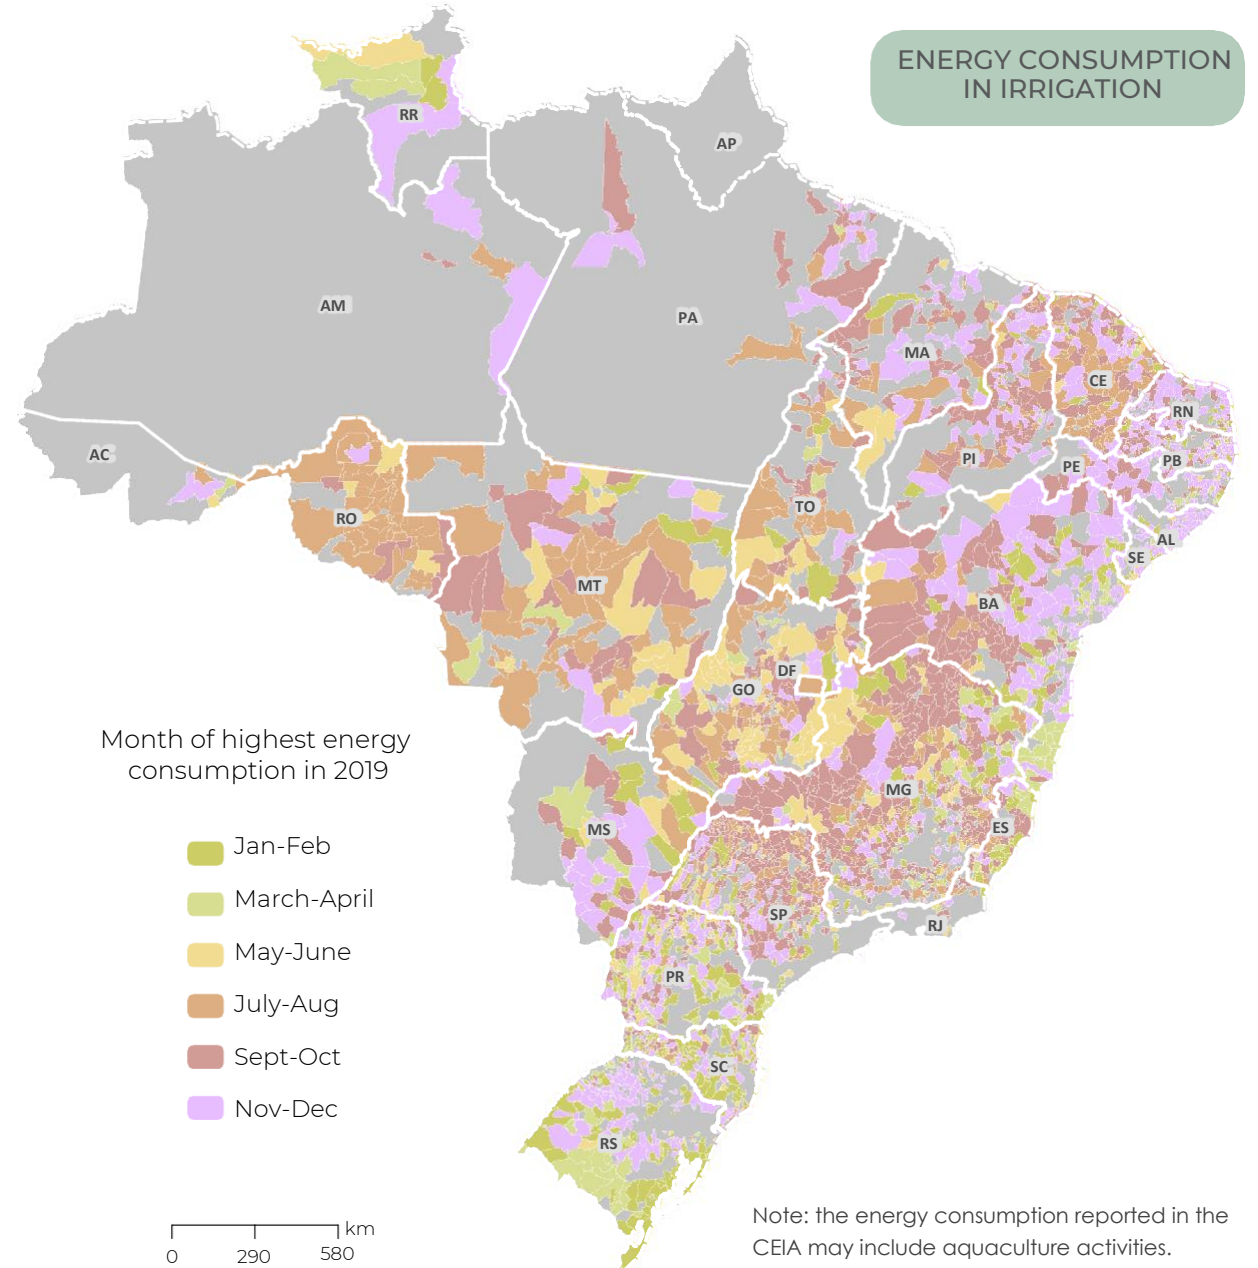 ENERGY CONSUMPTION
IN IRRIGATION
RR
AP
AM
PA
MA
CE
RN
PB
PI
PE
AC
TO
RO
AL
SE
MT
BA
DF
GO
MG
MS
ES
SP
RJ
PR
SC
RS
Month of highest energy
consumption in 2019
Jan-Feb
March-April
May-June
July-Aug
Sept-Oct
Nov-Dec
km
0 290 580
Note: the energy consumption reported in the
CEIA may include aquaculture activities.